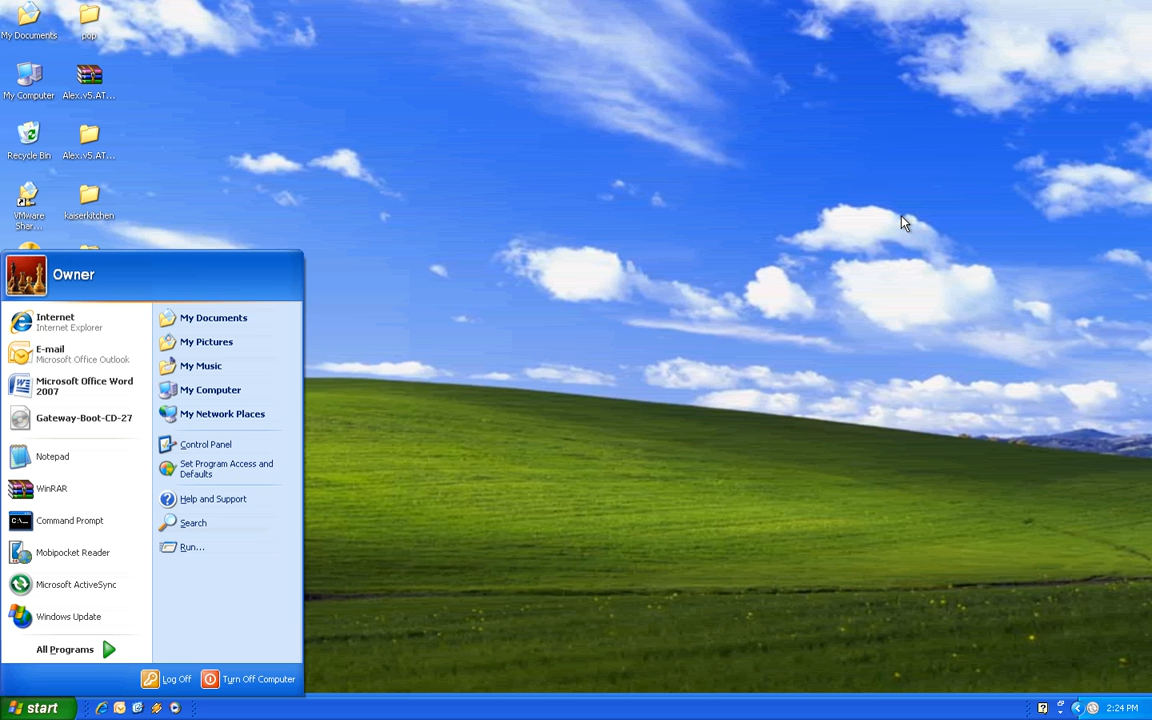 My Documents
pop
My Computer
Alex.v5.AT...
Recycle Bin
Alex.v5.AT...
VMware
Shar...
kaiserkitchen
Owner
Internet
Internet Explorer
E-mail
Microsoft Office Outlook
Microsoft Office Word
2007
Gateway-Boot-CD-27
Notepad
WinRAR
C:\..
Command Prompt
Mobipocket Reader
Microsoft ActiveSync
Windows Update
All Programs
My Documents
My Pictures
My Music
My Computer
My Network Places
Control Panel
Set Program Access and
Defaults
Help and Support
Search
Run...
Log Off
Turn Off Computer
start
2:24 PM